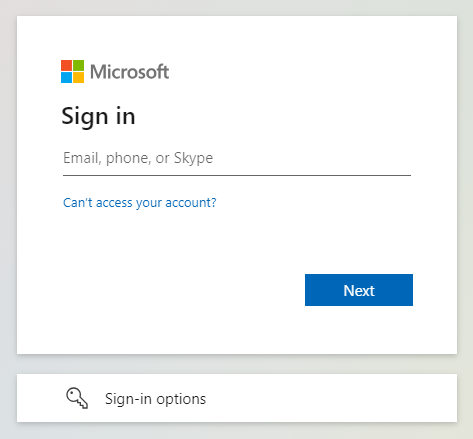 Microsoft
Sign in
Email, phone, or Skype
Can't access your account?
Next
Sign-in options